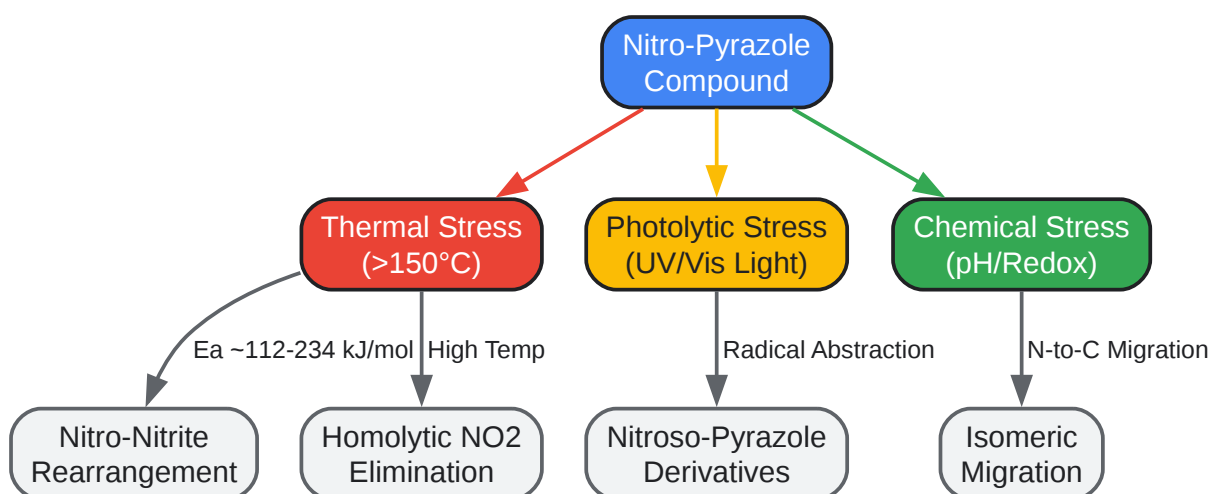 Nitro-Pyrazole
Compound
Thermal Stress
(>150°C)
Photolytic Stress
(UV/Vis Light)
Chemical Stress
(pH/Redox)
Ea ~112-234 kJ/mol
High Temp
Radical Abstraction
N-to-C Migration
Nitro-Nitrite
Rearrangement
Homolytic NO2
Elimination
Nitroso-Pyrazole
Derivatives
Isomeric
Migration